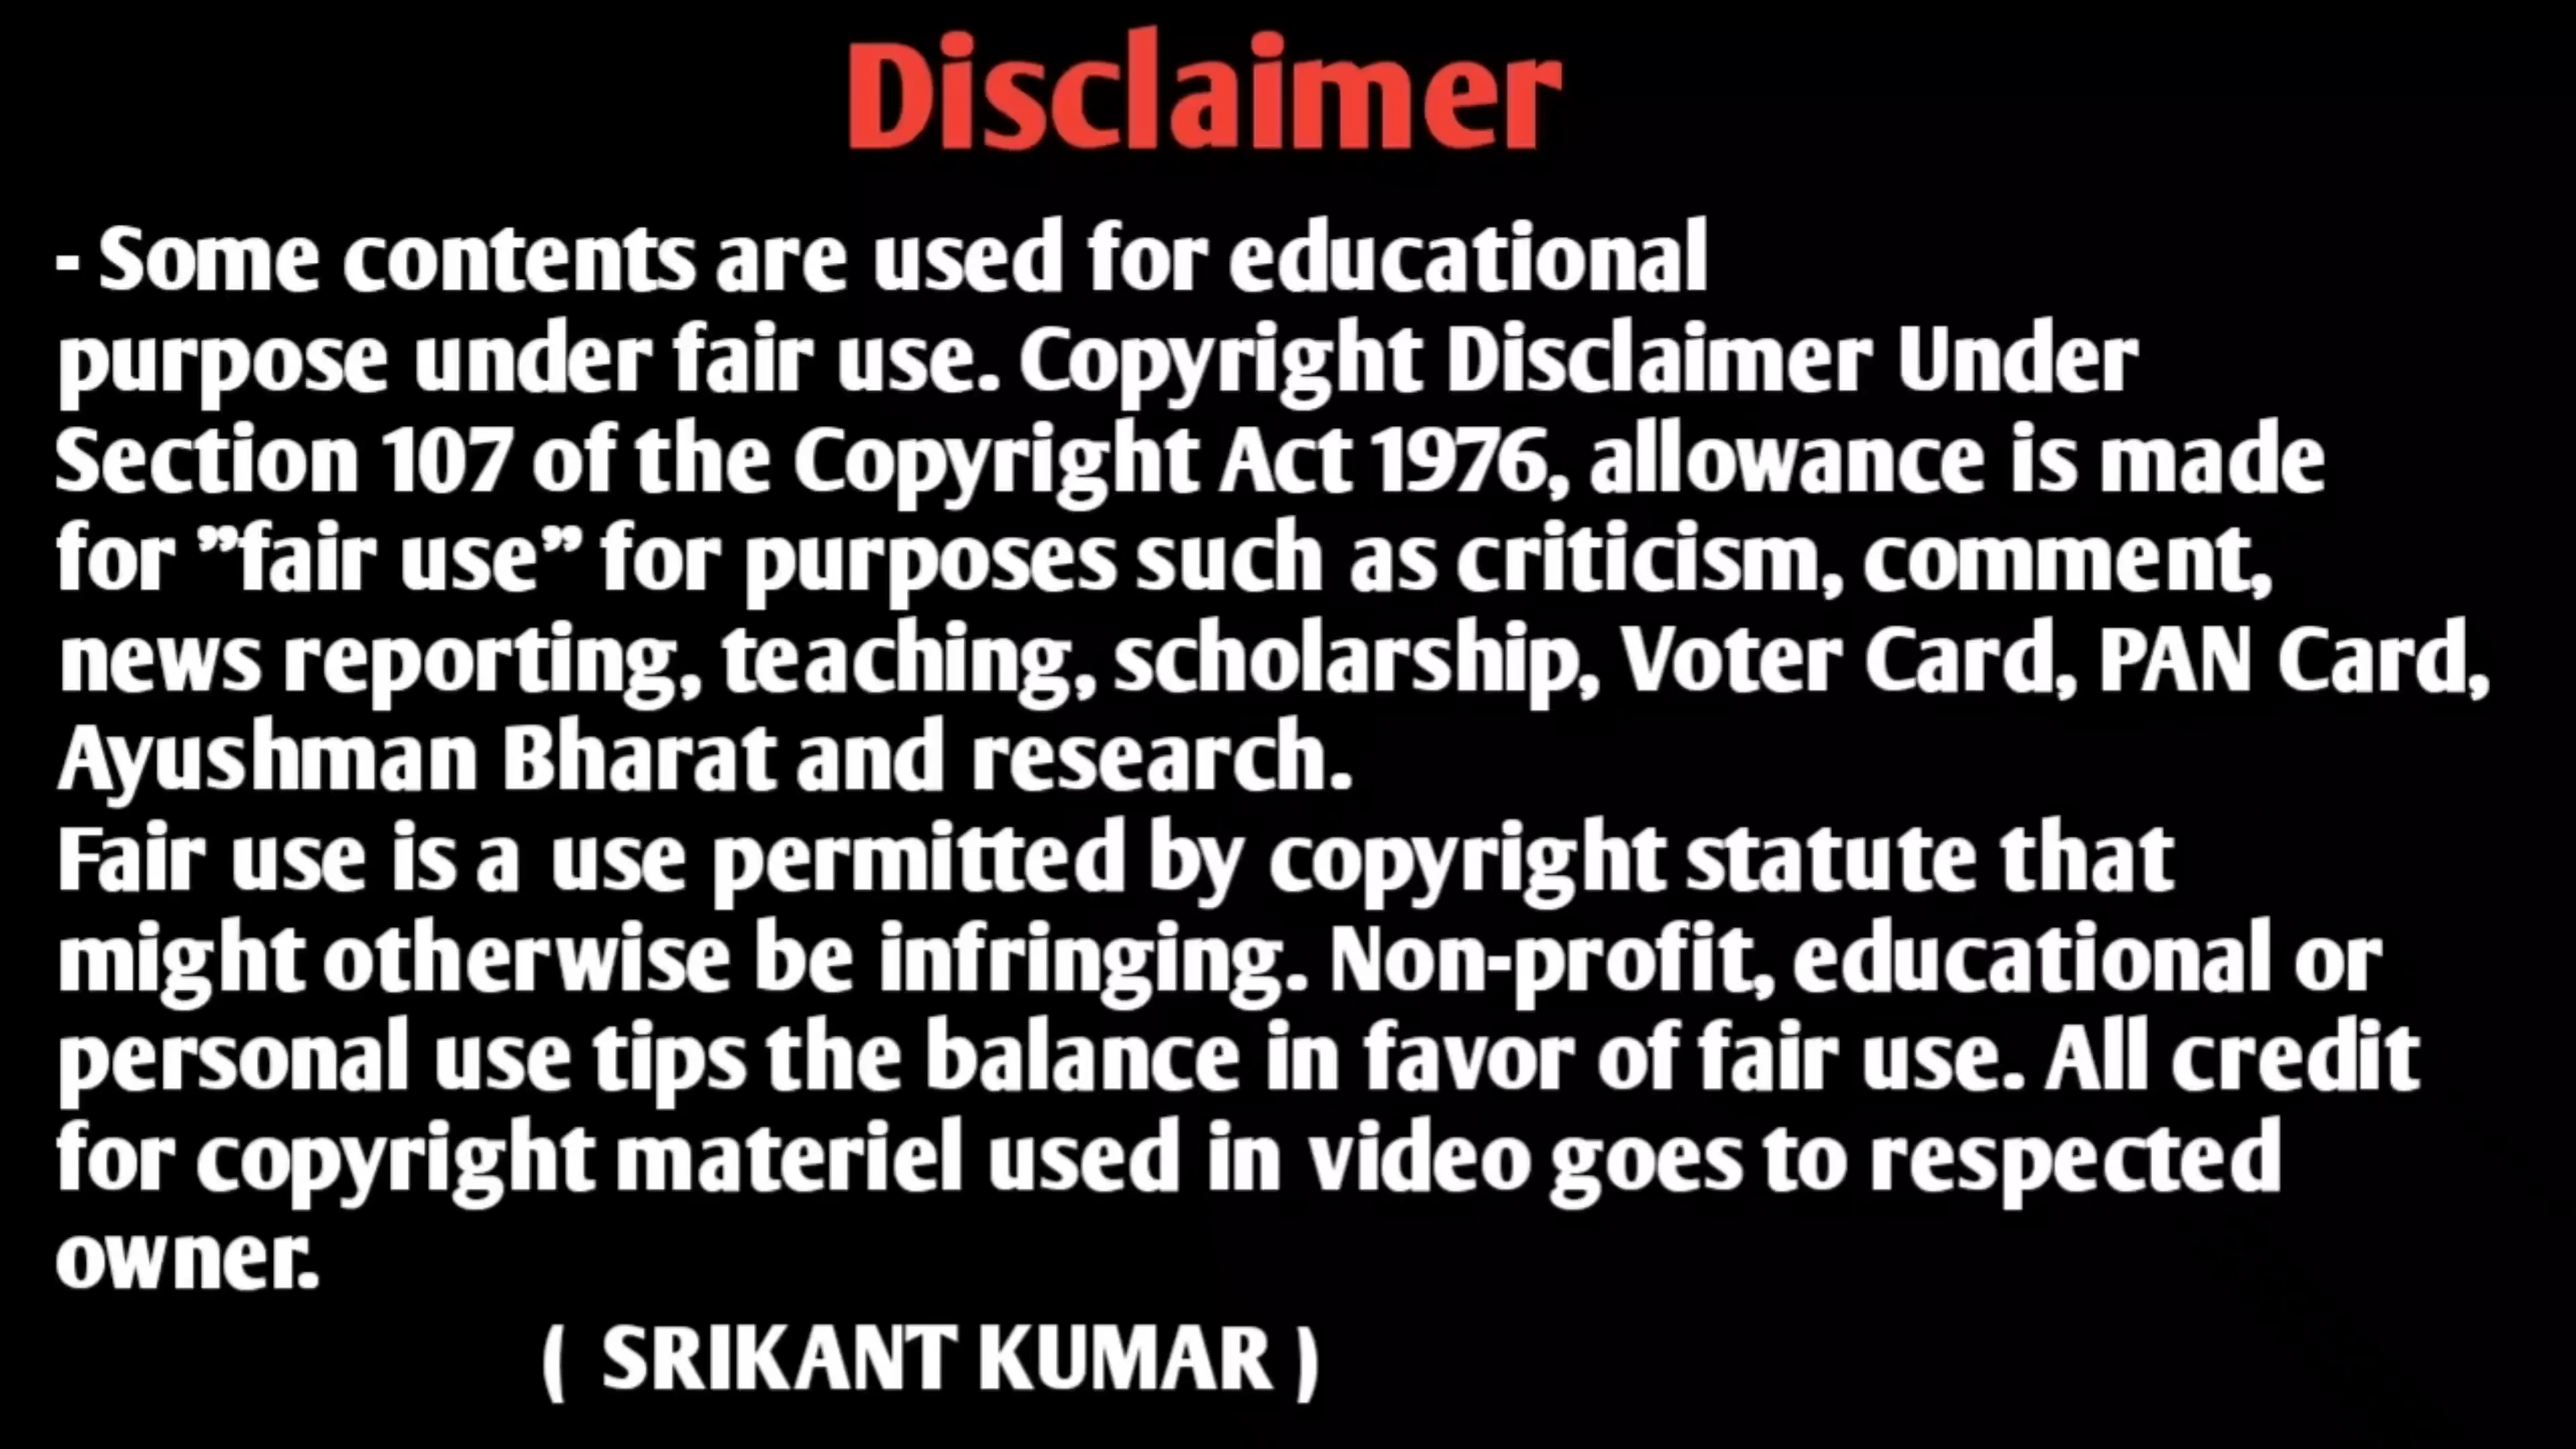 Disclaimer
- Some contents are used for educational
purpose under fair use. Copyright Disclaimer Under
Section 107 of the Copyright Act 1976, allowance is made
for ”fair use” for purposes such as criticism, comment,
news reporting, teaching, scholarship, Voter Card, PAN Card,
Ayushman Bharat and research.
Fair use is a use permitted by copyright statute that
might otherwise be infringing. Non-profit, educational or
personal use tips the balance in favor of fair use. All credit
for copyright materiel used in video goes to respected
owner.
( SRIKANT KUMAR )